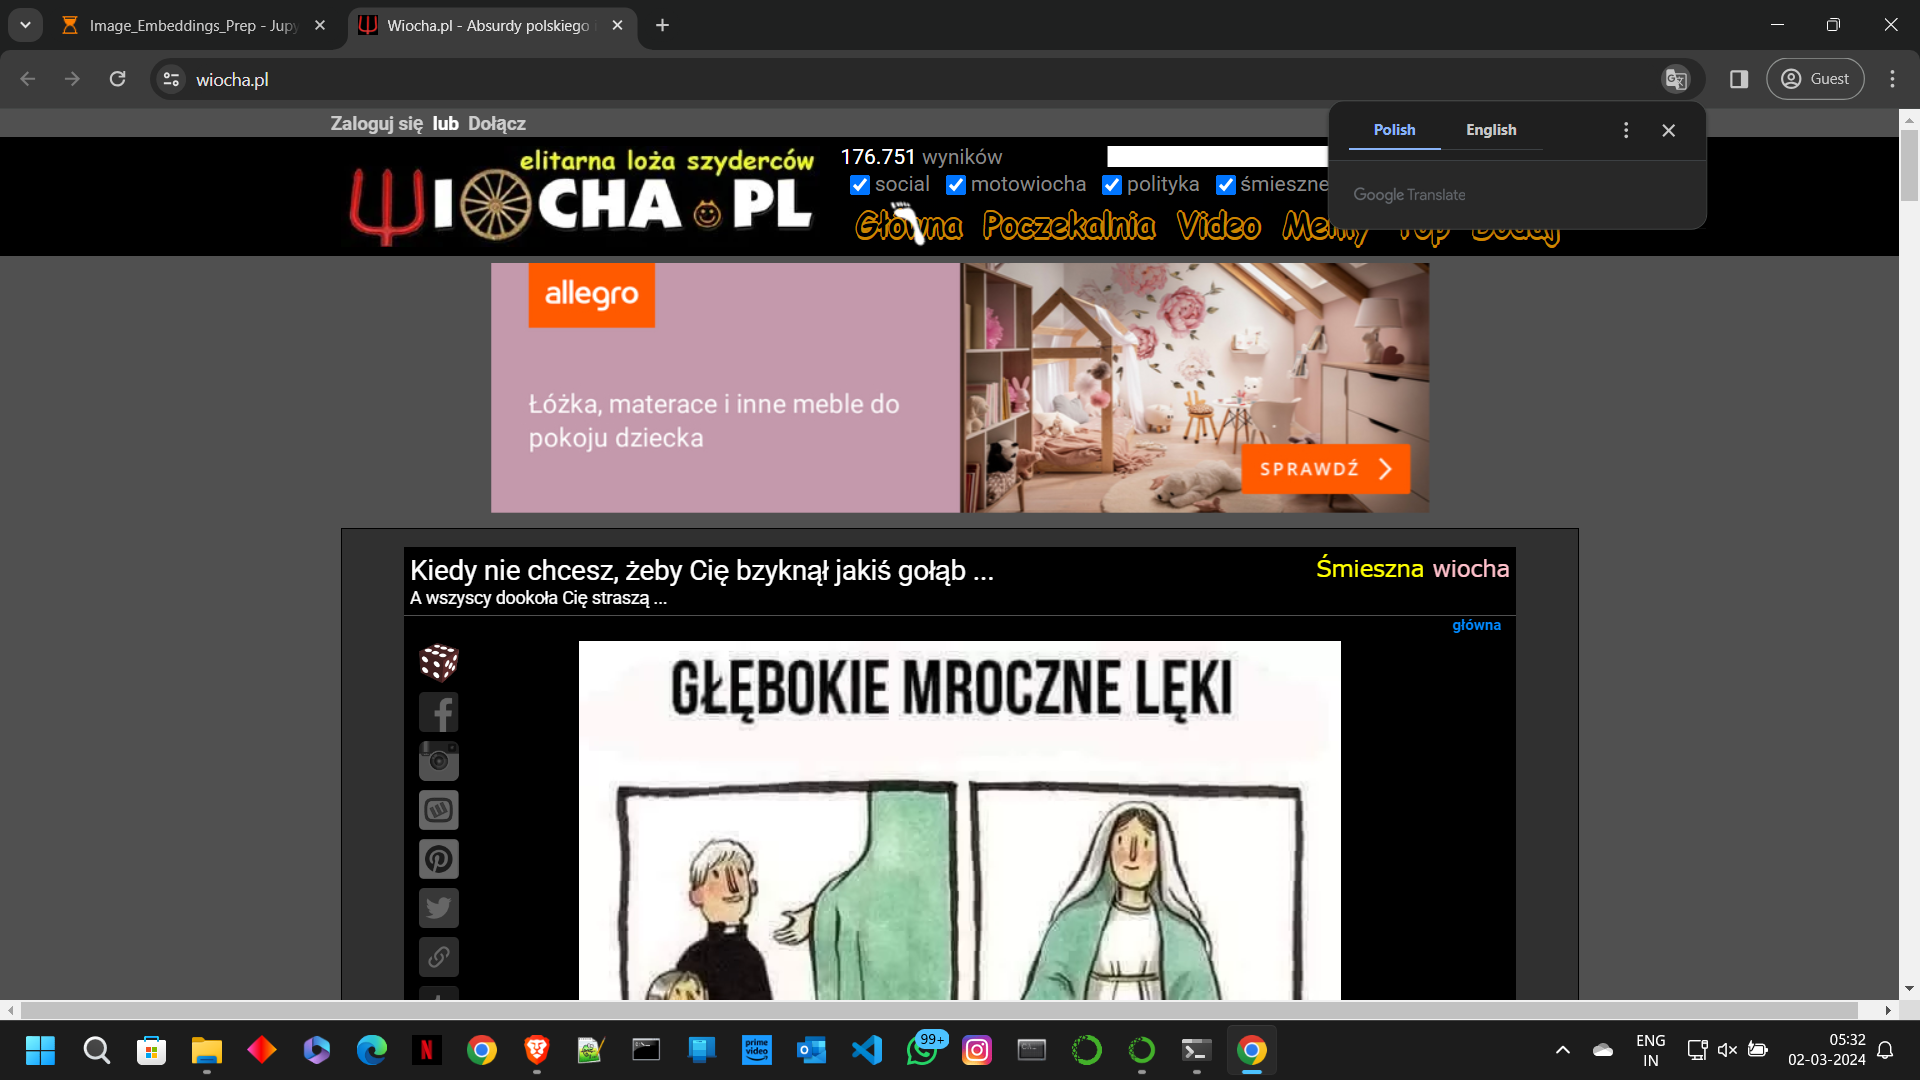 Image_Embeddings_Prep - Jupy
Wiocha.pl - Absurdy polskiego
wiocha.pl
Guest
Zaloguj się lub Dołącz
Polish English
Google Translate
elitarna loża szyderców
WIOCHA.PL
176.751 wyników
social motowiocha polityka śmieszne
Główna Poczekalnia Video Memy Top Dodaj
allegro
Łóżka, materace i inne meble do
pokoju dziecka
SPRAWDŹ
Kiedy nie chcesz, żeby Cię bzyknął jakiś gołąb ...
Śmieszna wiocha
A wszyscy dookoła Cię straszą ...
główna
GŁĘBOKIE MROCZNE LĘKI
99+
prime
video
ENG
IN
05:32
02-03-2024